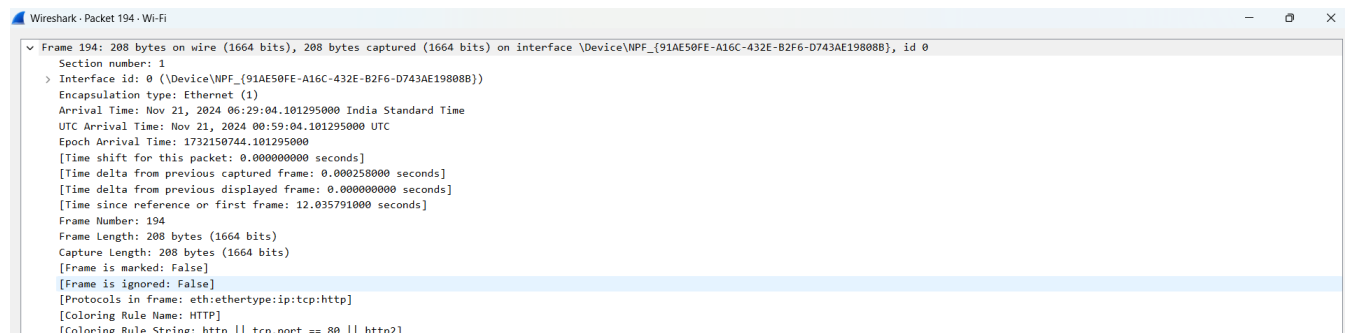 Wireshark · Packet 194 · Wi-Fi
Frame 194: 208 bytes on wire (1664 bits), 208 bytes captured (1664 bits) on interface \Device\NPF_{91AE50FE-A16C-432E-B2F6-D743AE19808B}, id 0
Section number: 1
Interface id: 0 (\Device\NPF_{91AE50FE-A16C-432E-B2F6-D743AE19808B})
Encapsulation type: Ethernet (1)
Arrival Time: Nov 21, 2024 06:29:04.101295000 India Standard Time
UTC Arrival Time: Nov 21, 2024 00:59:04.101295000 UTC
Epoch Arrival Time: 1732150744.101295000
[Time shift for this packet: 0.000000000 seconds]
[Time delta from previous captured frame: 0.000258000 seconds]
[Time delta from previous displayed frame: 0.000000000 seconds]
[Time since reference or first frame: 12.035791000 seconds]
Frame Number: 194
Frame Length: 208 bytes (1664 bits)
Capture Length: 208 bytes (1664 bits)
[Frame is marked: False]
[Frame is ignored: False]
[Protocols in frame: eth:ethertype:ip:tcp:http]
[Coloring Rule Name: HTTP]
[Coloring Rule String: http || tcp.port == 80 || http2]